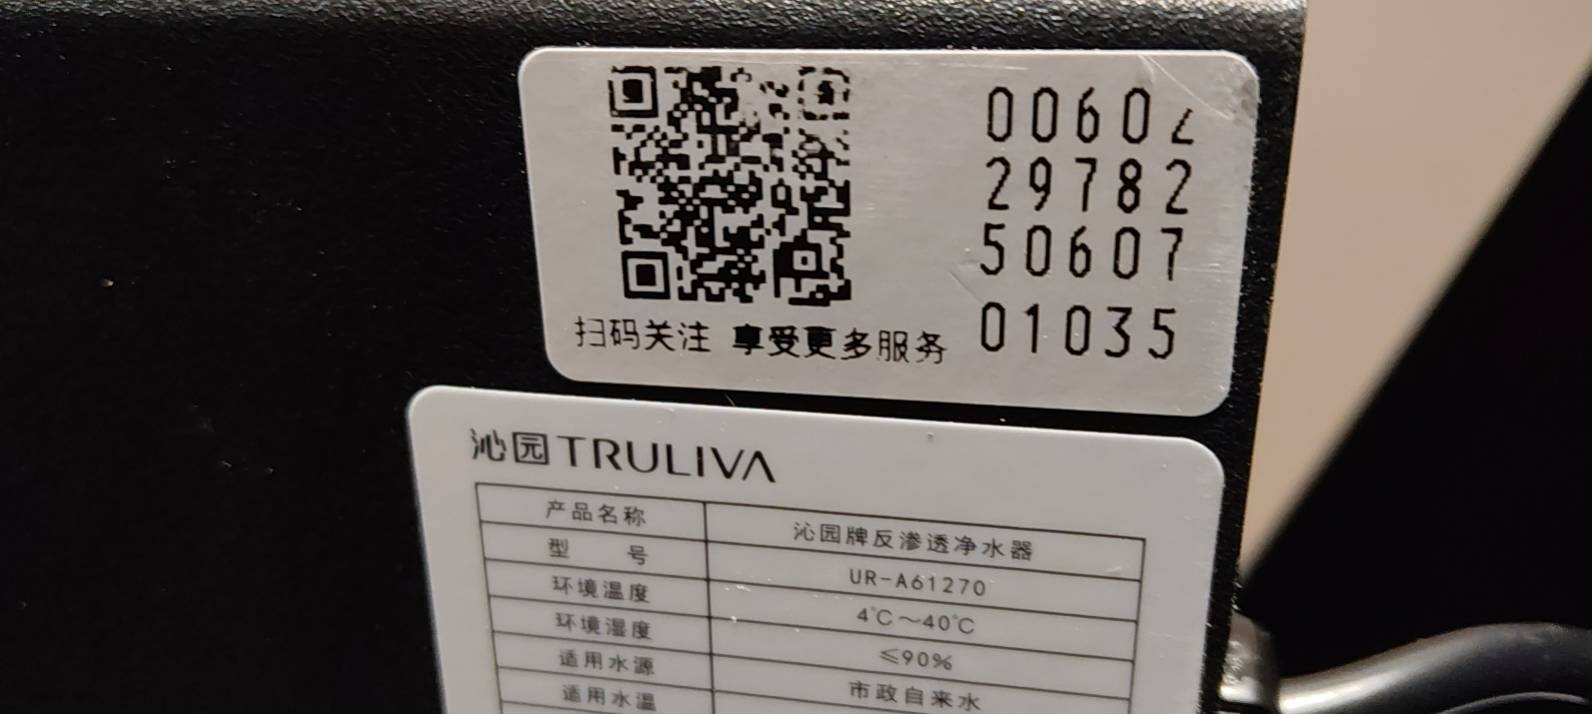 00602
29782
50607
01035
扫码关注 享受更多服务
沁园TRULIVA
产品名称 沁园牌反渗透净水器
型 号 UR-A61270
环境温度 4℃～40℃
环境湿度 ≤90%
适用水源 市政自来水
适用水温